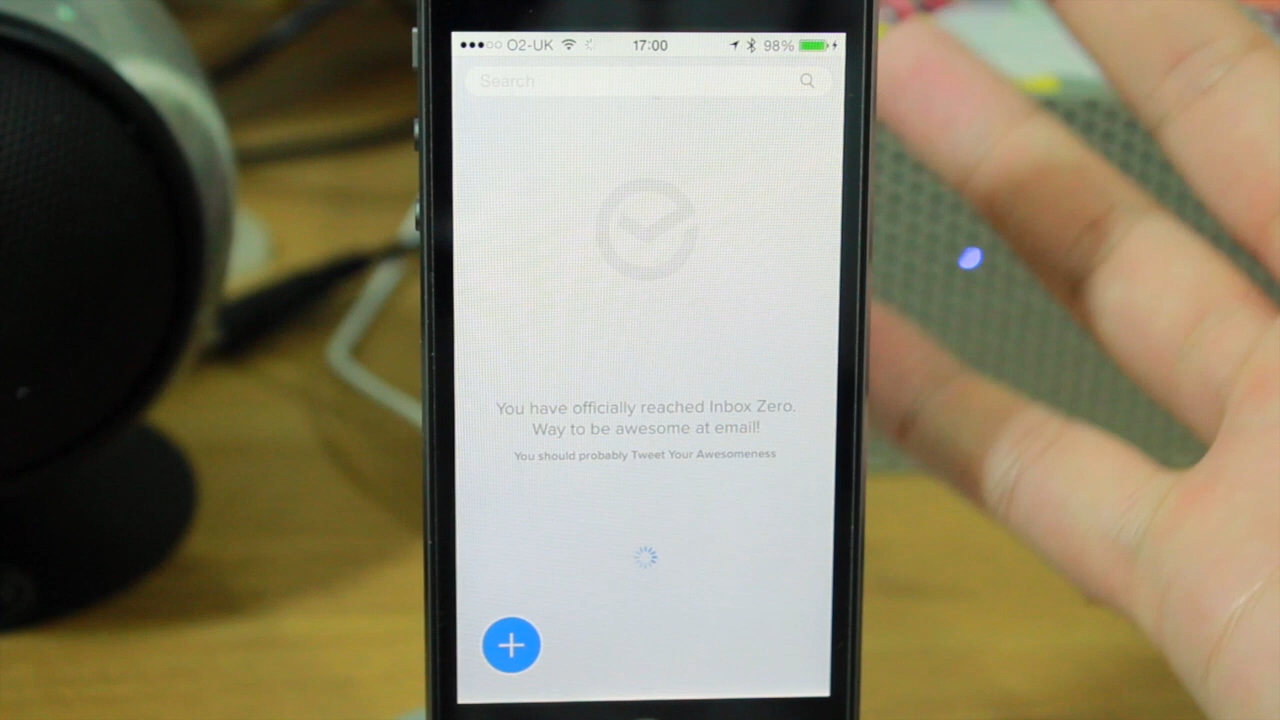 O2-UK 17:00 98%
Search
You have officially reached Inbox Zero.
Way to be awesome at email!
You should probably Tweet Your Awesomeness